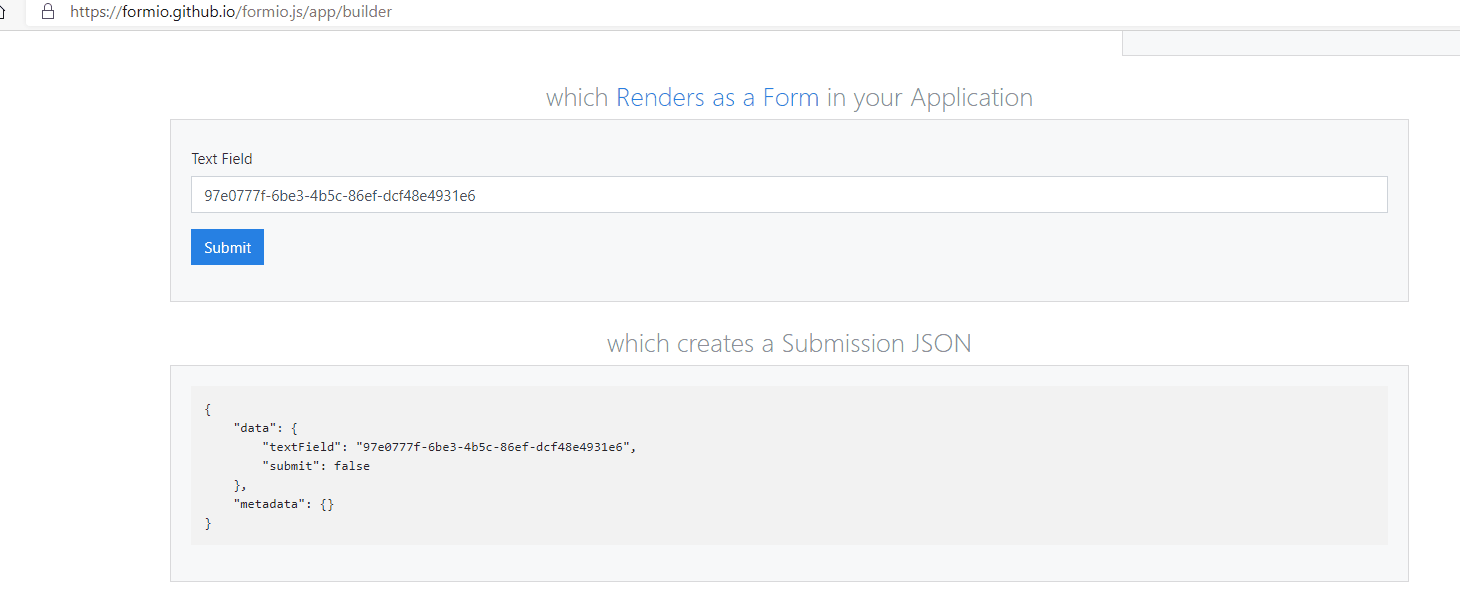 https://formio.github.io/formio.js/app/builder
which Renders as a Form in your Application
Text Field
97e0777f-6be3-4b5c-86ef-dcf48e4931e6
Submit
which creates a Submission JSON
{
    "data": {
        "textField": "97e0777f-6be3-4b5c-86ef-dcf48e4931e6",
        "submit": false
    },
    "metadata": {}
}